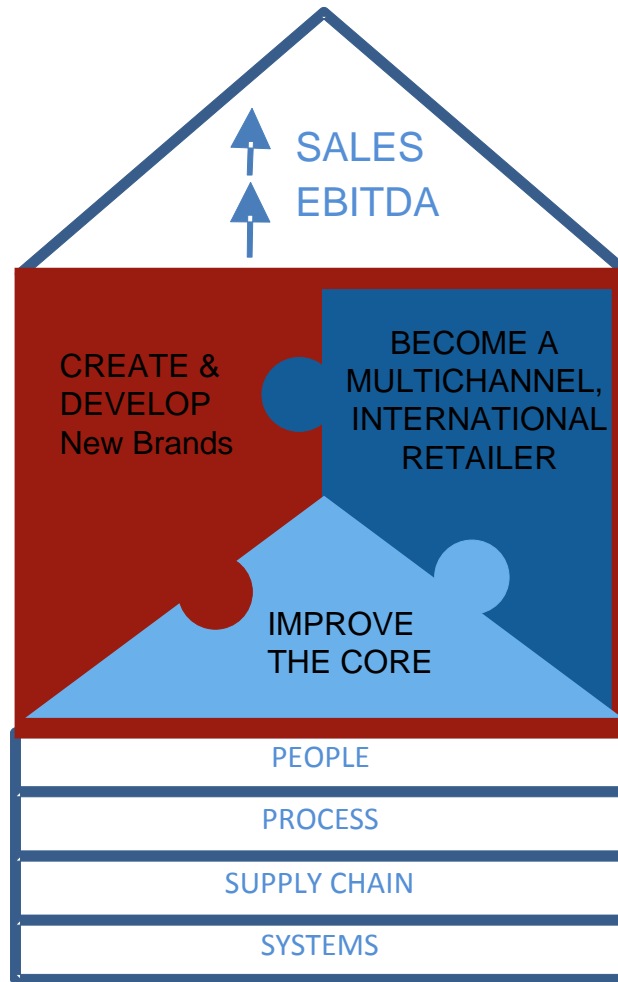 SALES
EBITDA
CREATE &
DEVELOP
New Brands
BECOME A
MULTICHANNEL,
INTERNATIONAL
RETAILER
IMPROVE
THE CORE
PEOPLE
PROCESS
SUPPLY CHAIN
SYSTEMS